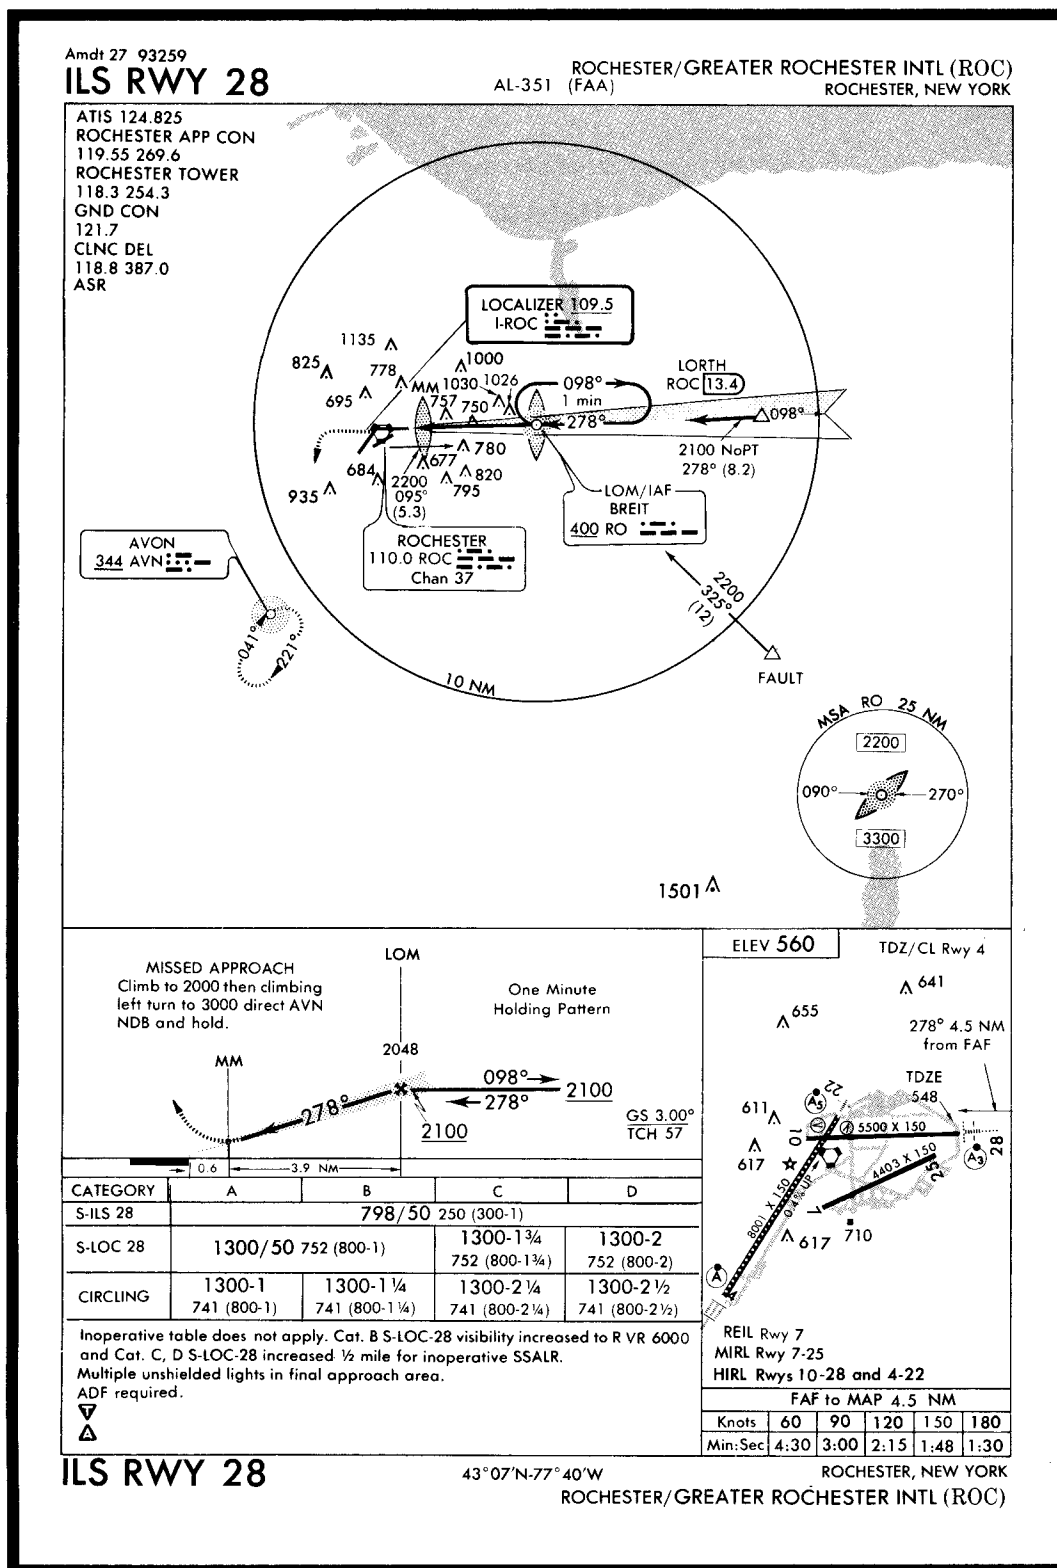 Amdt 27 93259
ILS RWY 28
AL-351 (FAA)
ROCHESTER/GREATER ROCHESTER INTL (ROC)
ROCHESTER, NEW YORK
ATIS 124.825
ROCHESTER APP CON
119.55 269.6
ROCHESTER TOWER
118.3 254.3
GND CON
121.7
CLNC DEL
118.8 387.0
ASR
LOCALIZER 109.5
I-ROC
1135
825
778
695
1000
MM 1030 1026
757 750
098°
1 min
278°
LORTH
ROC 13.4
098°
2100 NoPT
278° (8.2)
780
677
684
820
795
935
2200
095°
(5.3)
LOM/IAF
BREIT
400 RO
ROCHESTER
110.0 ROC
Chan 37
AVON
344 AVN
041°
221°
2200
325°
(12)
FAULT
10 NM
MSA RO 25 NM
2200
090°
270°
3300
1501
MISSED APPROACH
Climb to 2000 then climbing
left turn to 3000 direct AVN
NDB and hold.
LOM
One Minute
Holding Pattern
2048
MM
098°
278°
2100
278°
2100
GS 3.00°
TCH 57
0.6
3.9 NM
ELEV 560
TDZ/CL Rwy 4
641
655
278° 4.5 NM
from FAF
TDZE
548
22
A5
611
10
5500 X 150
28
A3
617
4403 X 150
25
8001 X 150
0.4% UP
7
617
710
A
4
REIL Rwy 7
MIRL Rwy 7-25
HIRL Rwys 10-28 and 4-22
CATEGORY A B C D
S-ILS 28 798/50 250 (300-1)
S-LOC 28 1300/50 752 (800-1) 1300-1¾ 1300-2
752 (800-1¾) 752 (800-2)
CIRCLING 1300-1 1300-1¼ 1300-2¼ 1300-2½
741 (800-1) 741 (800-1¼) 741 (800-2¼) 741 (800-2½)
Inoperative table does not apply. Cat. B S-LOC-28 visibility increased to R VR 6000
and Cat. C, D S-LOC-28 increased ½ mile for inoperative SSALR.
Multiple unshielded lights in final approach area.
ADF required.
T
A
FAF to MAP 4.5 NM
Knots 60 90 120 150 180
Min:Sec 4:30 3:00 2:15 1:48 1:30
ILS RWY 28
43°07'N-77°40'W
ROCHESTER, NEW YORK
ROCHESTER/GREATER ROCHESTER INTL (ROC)